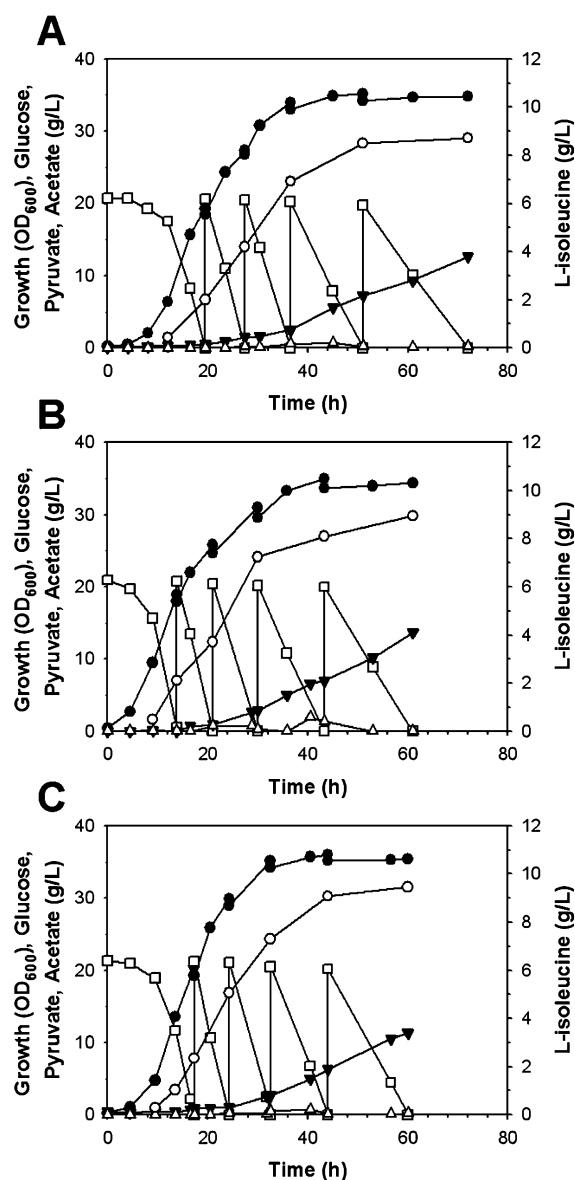 A
Growth (OD600), Glucose,
Pyruvate, Acetate (g/L)
40
30
20
10
0
12
10
8
6
4
2
0
L-isoleucine (g/L)
0 20 40 60 80
Time (h)
B
Growth (OD600), Glucose,
Pyruvate, Acetate (g/L)
40
30
20
10
0
12
10
8
6
4
2
0
L-isoleucine (g/L)
0 20 40 60 80
Time (h)
C
Growth (OD600), Glucose,
Pyruvate, Acetate (g/L)
40
30
20
10
0
12
10
8
6
4
2
0
L-isoleucine (g/L)
0 20 40 60 80
Time (h)